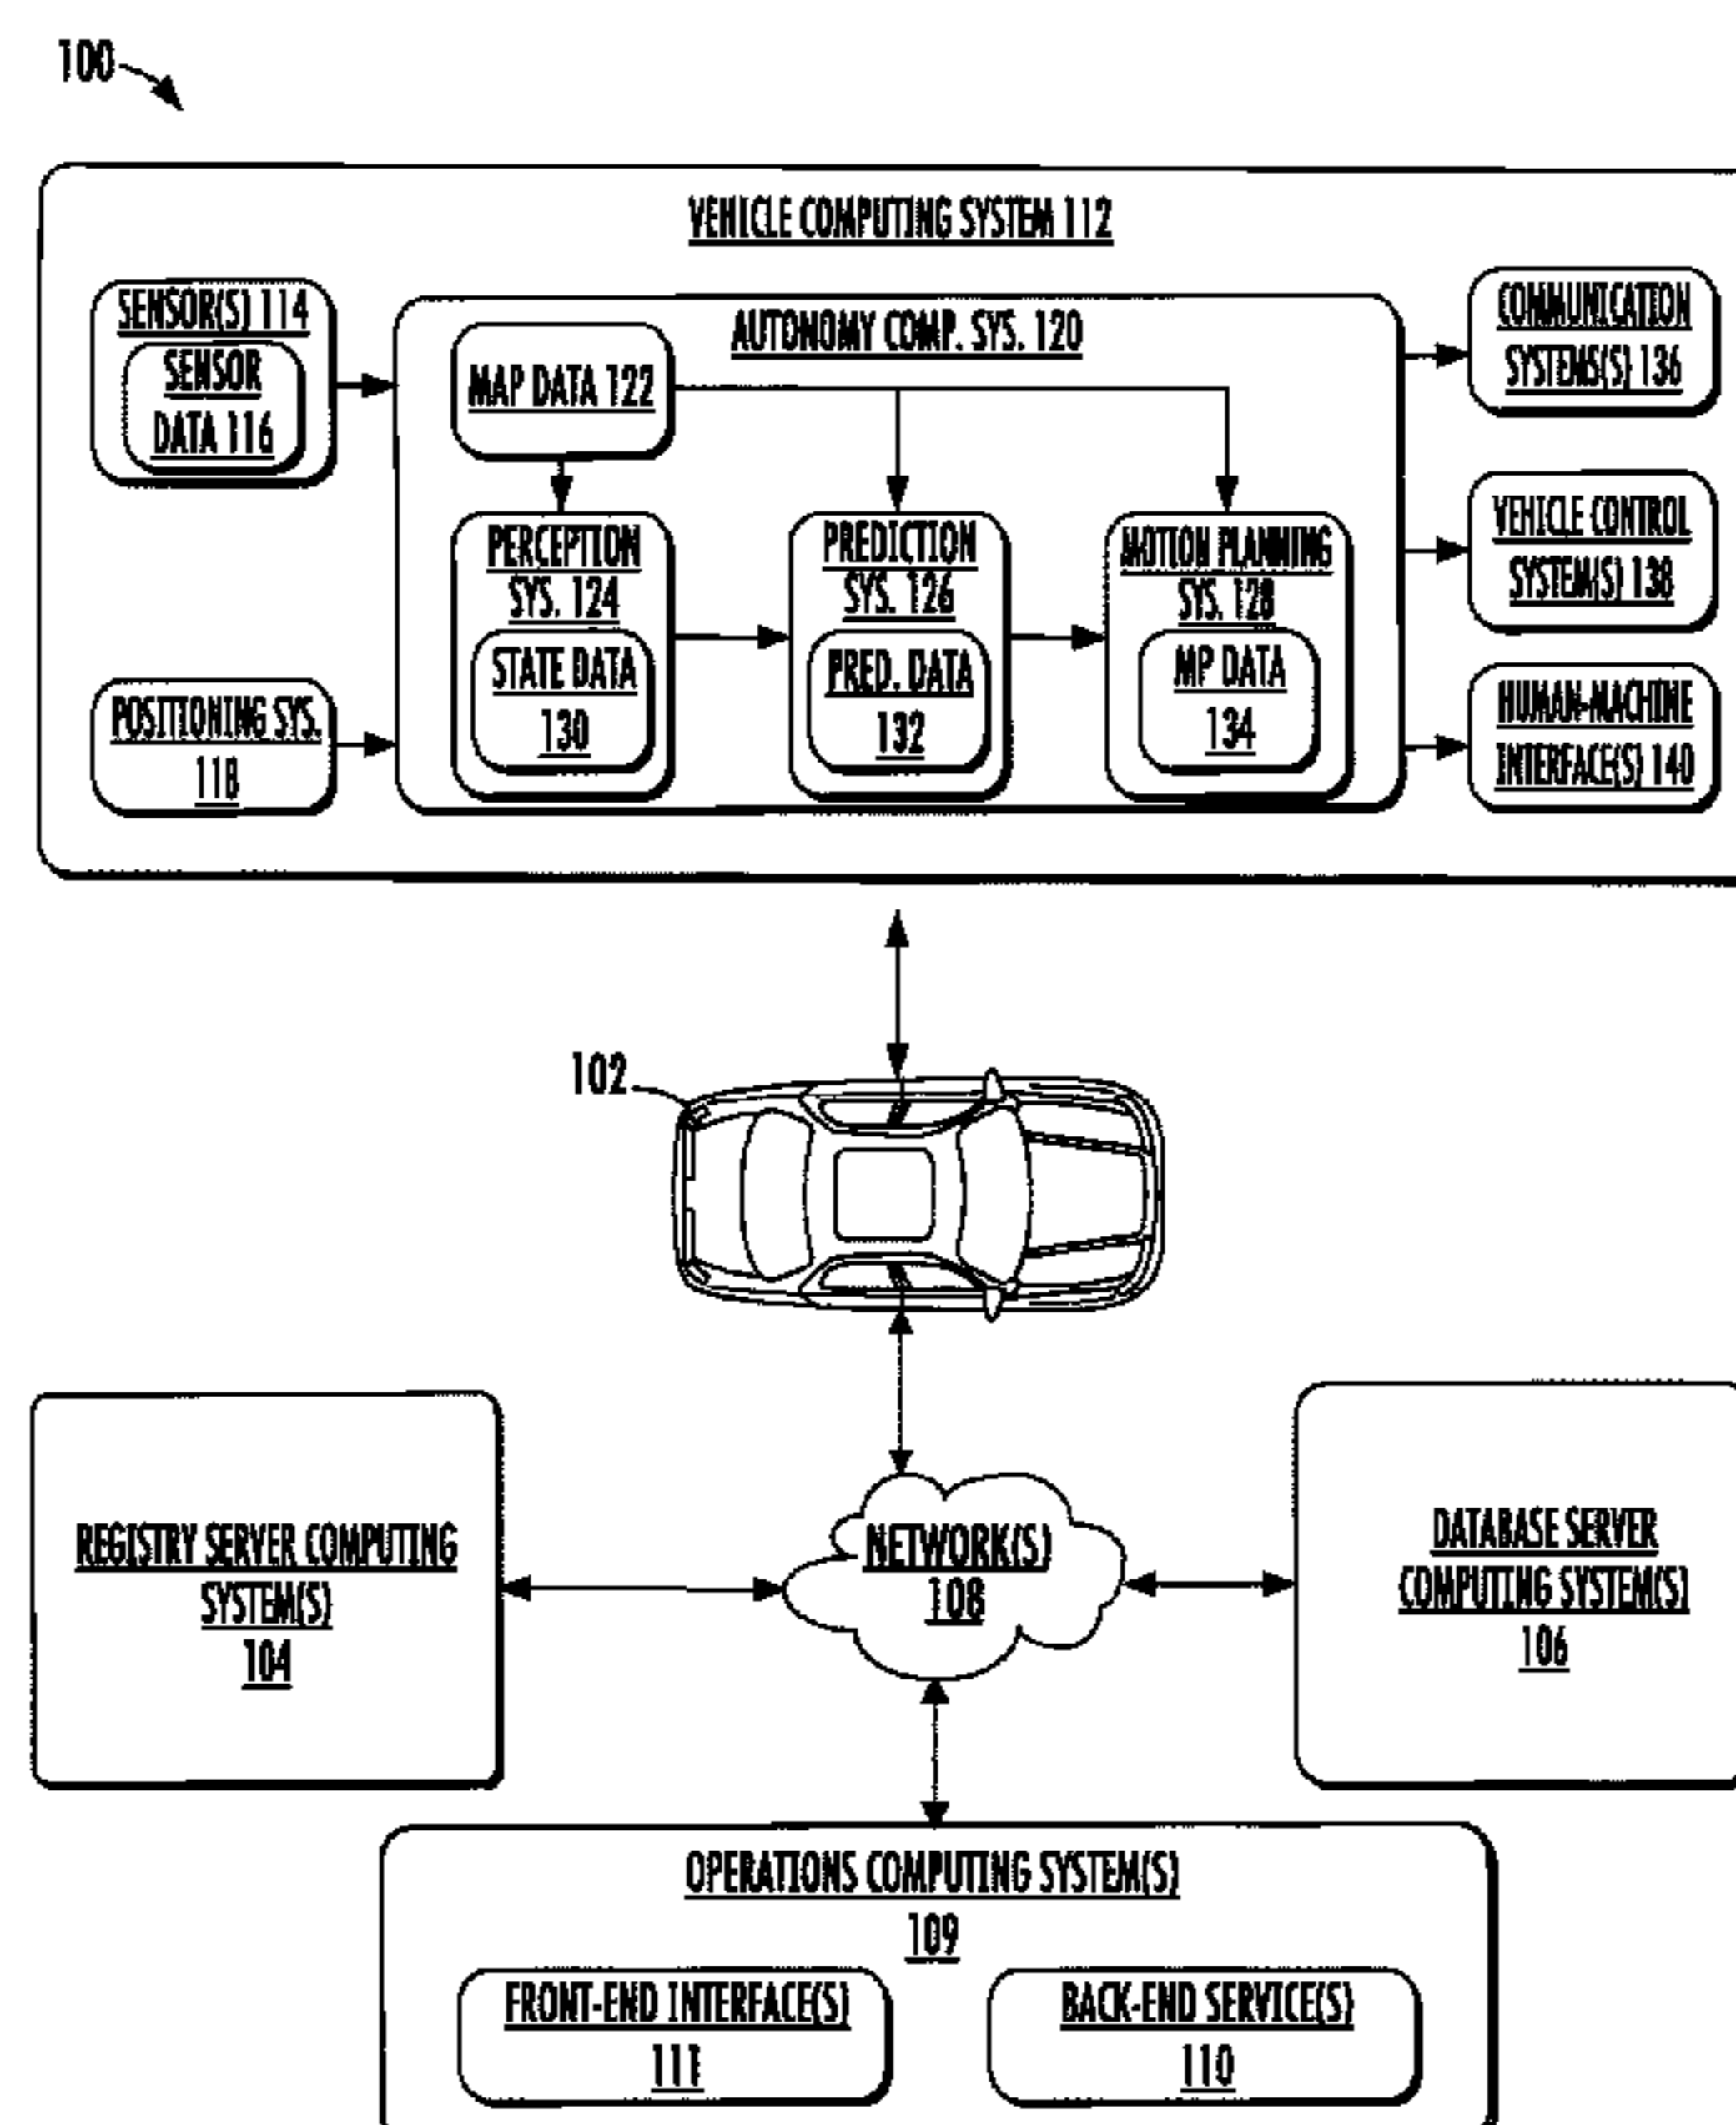 100
VEHICLE COMPUTING SYSTEM 112
SENSOR(S) 114
SENSOR
DATA 116
POSITIONING SYS.
118
AUTONOMY COMP. SYS. 120
MAP DATA 122
PERCEPTION
SYS. 124
STATE DATA
130
PREDICTION
SYS. 126
PRED. DATA
132
MOTION PLANNING
SYS. 128
MP DATA
134
COMMUNICATION
SYSTEMS(S) 136
VEHICLE CONTROL
SYSTEM(S) 138
HUMAN-MACHINE
INTERFACE(S) 140
102
REGISTRY SERVER COMPUTING
SYSTEM(S)
104
NETWORK(S)
108
DATABASE SERVER
COMPUTING SYSTEM(S)
106
OPERATIONS COMPUTING SYSTEM(S)
109
FRONT-END INTERFACE(S)
111
BACK-END SERVICE(S)
110